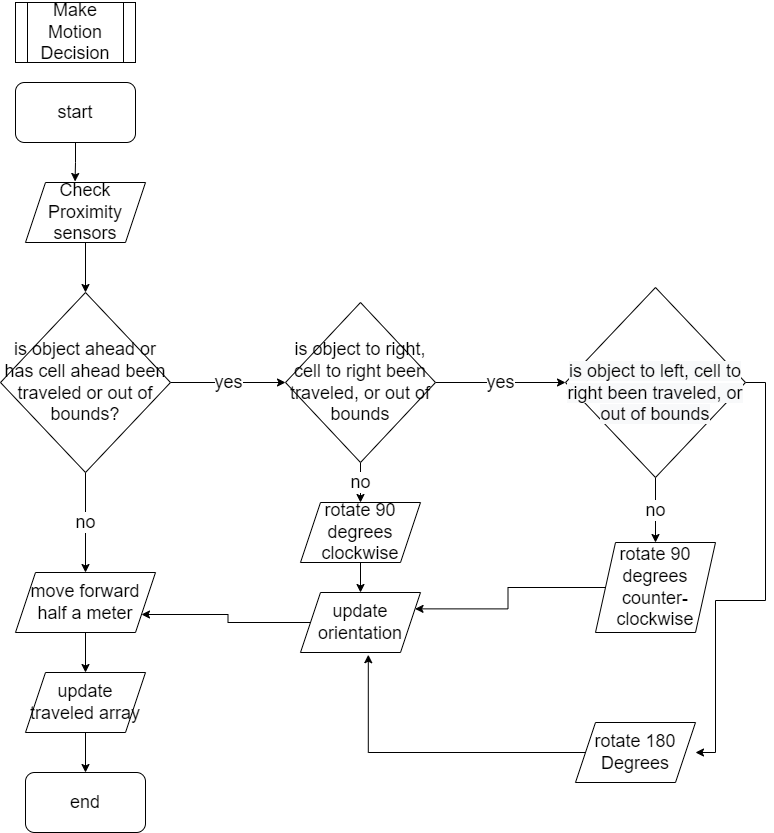 Make
Motion
Decision
start
Check
Proximity
sensors
is object ahead or
has cell ahead been
traveled or out of
bounds?
yes
is object to right,
cell to right been
traveled, or out of
bounds
yes
is object to left, cell to
right been traveled, or
out of bounds
no
no
no
rotate 90
degrees
clockwise
rotate 90
degrees
counter-
clockwise
move forward
half a meter
update
orientation
update
traveled array
rotate 180
Degrees
end